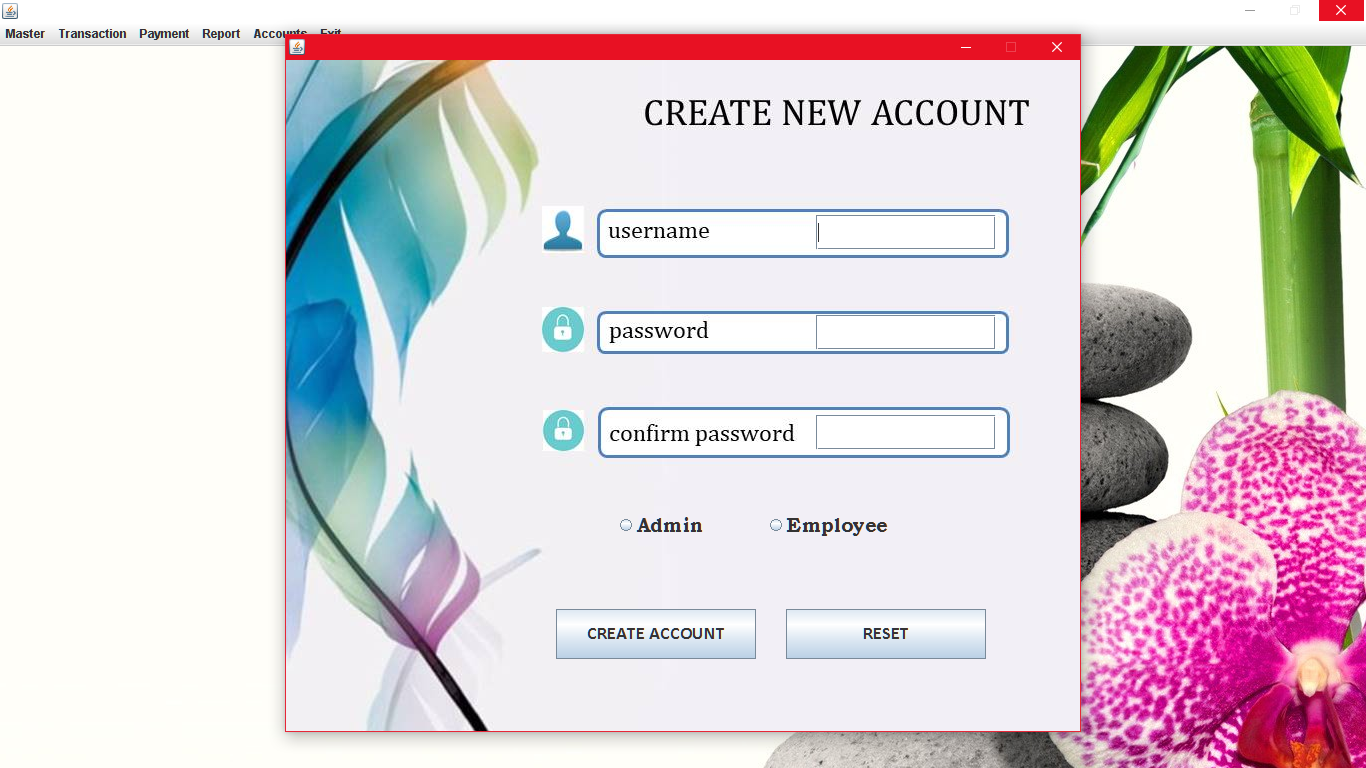 Master Transaction Payment Report Accounts Exit
CREATE NEW ACCOUNT
username
password
confirm password
Admin Employee
CREATE ACCOUNT RESET